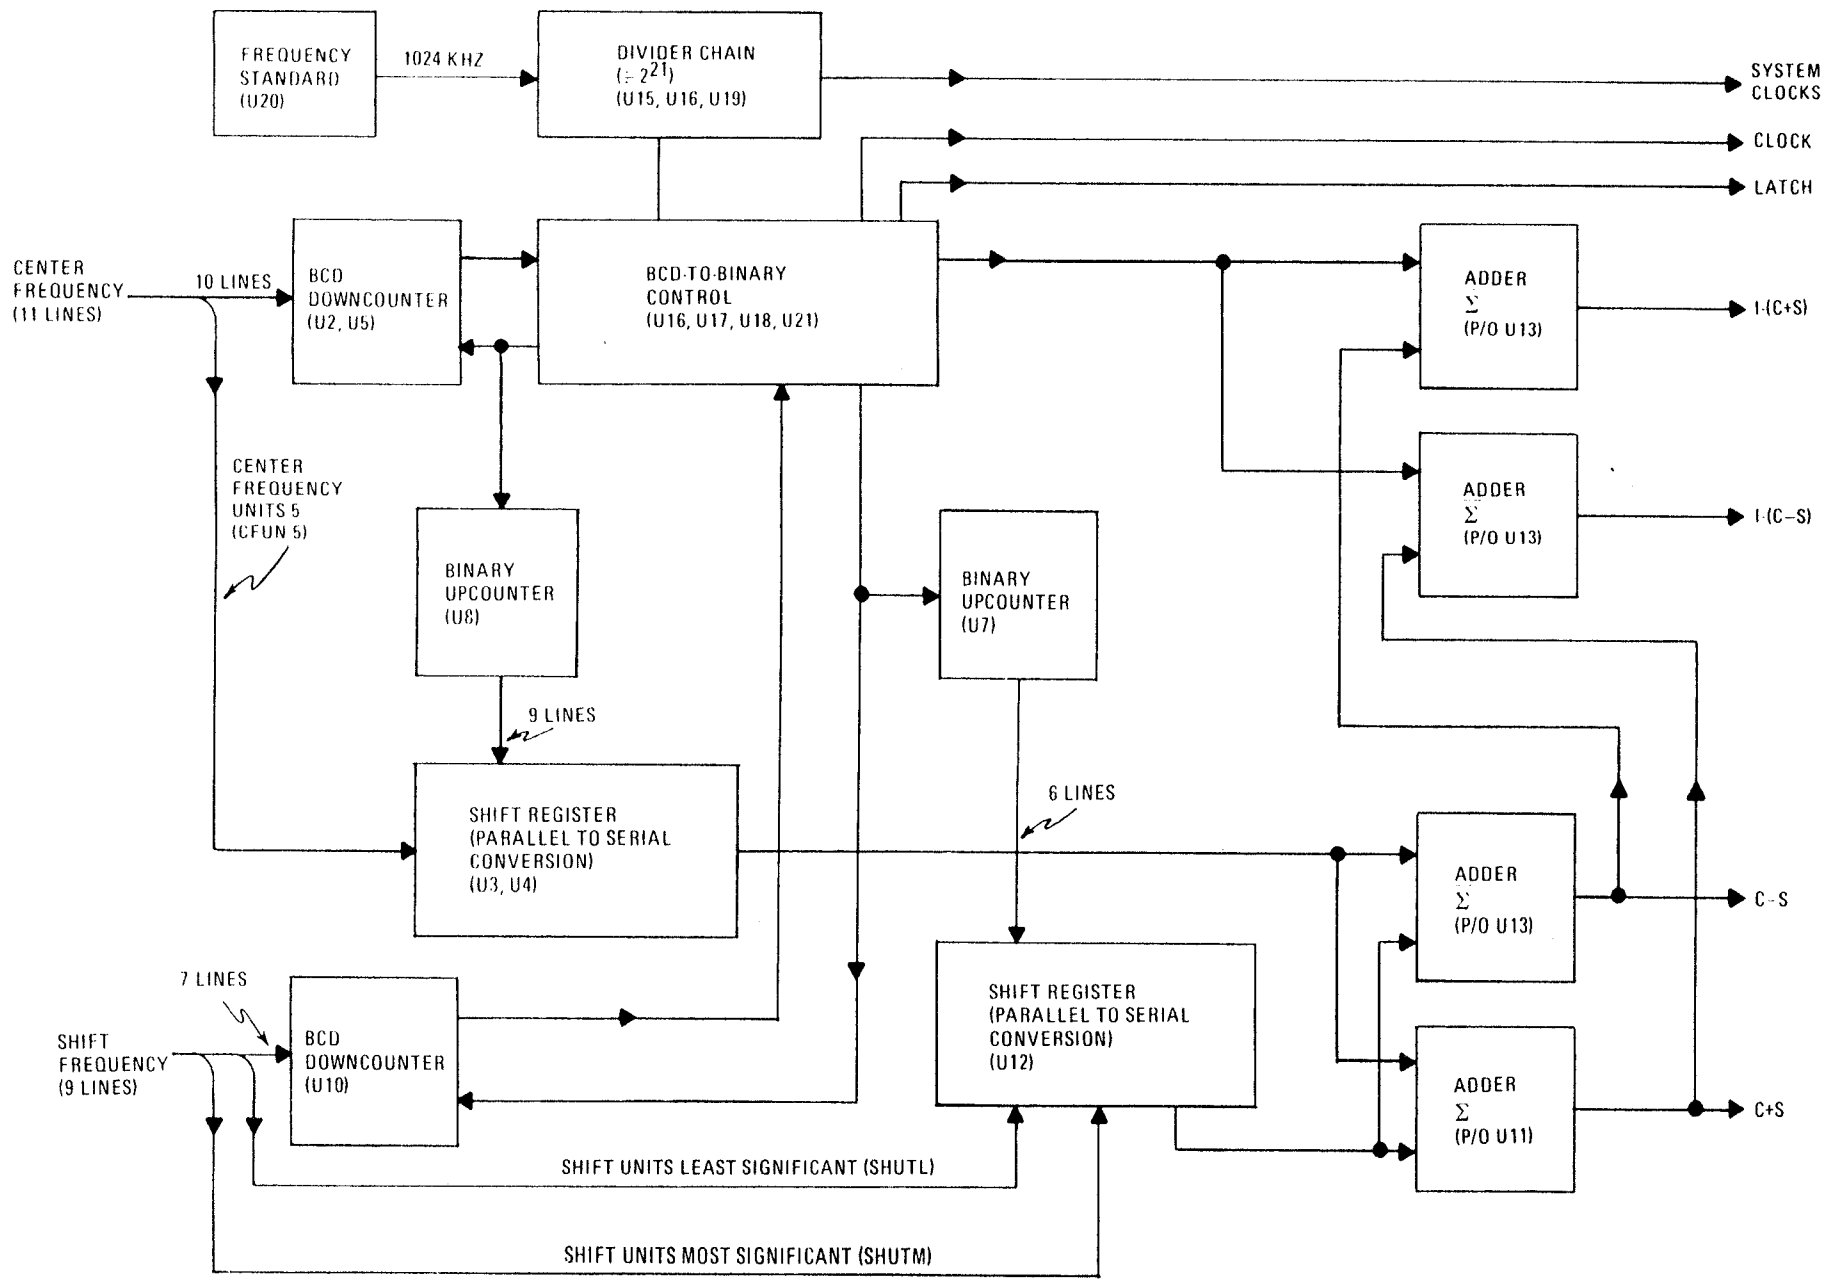 FREQUENCY
STANDARD
(U20)
1024 KHZ
DIVIDER CHAIN
(÷ 2²¹)
(U15, U16, U19)
SYSTEM
CLOCKS
CLOCK
LATCH
CENTER
FREQUENCY
(11 LINES)
10 LINES
BCD
DOWNCOUNTER
(U2, U5)
BCD-TO-BINARY
CONTROL
(U16, U17, U18, U21)
ADDER
Σ
(P/O U13)
I-(C+S)
CENTER
FREQUENCY
UNITS 5
(CFUN 5)
ADDER
Σ
(P/O U13)
I-(C−S)
BINARY
UPCOUNTER
(U8)
BINARY
UPCOUNTER
(U7)
9 LINES
6 LINES
SHIFT REGISTER
(PARALLEL TO SERIAL
CONVERSION)
(U3, U4)
ADDER
Σ
(P/O U13)
C−S
7 LINES
SHIFT
FREQUENCY
(9 LINES)
BCD
DOWNCOUNTER
(U10)
SHIFT REGISTER
(PARALLEL TO SERIAL
CONVERSION)
(U12)
ADDER
Σ
(P/O U11)
C+S
SHIFT UNITS LEAST SIGNIFICANT (SHUTL)
SHIFT UNITS MOST SIGNIFICANT (SHUTM)